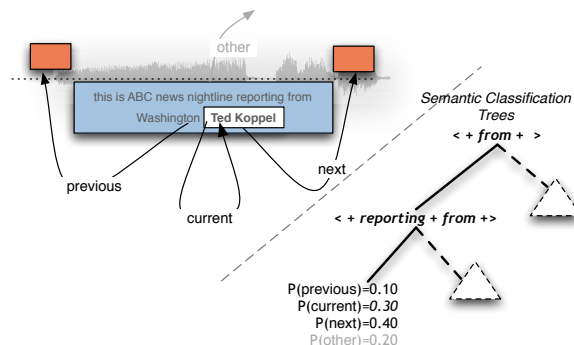 other
this is ABC news nightline reporting from
Washington Ted Koppel
previous
current
next
Semantic Classification
Trees
< + from + >
< + reporting + from +>
P(previous)=0.10
P(current)=0.30
P(next)=0.40
P(other)=0.20